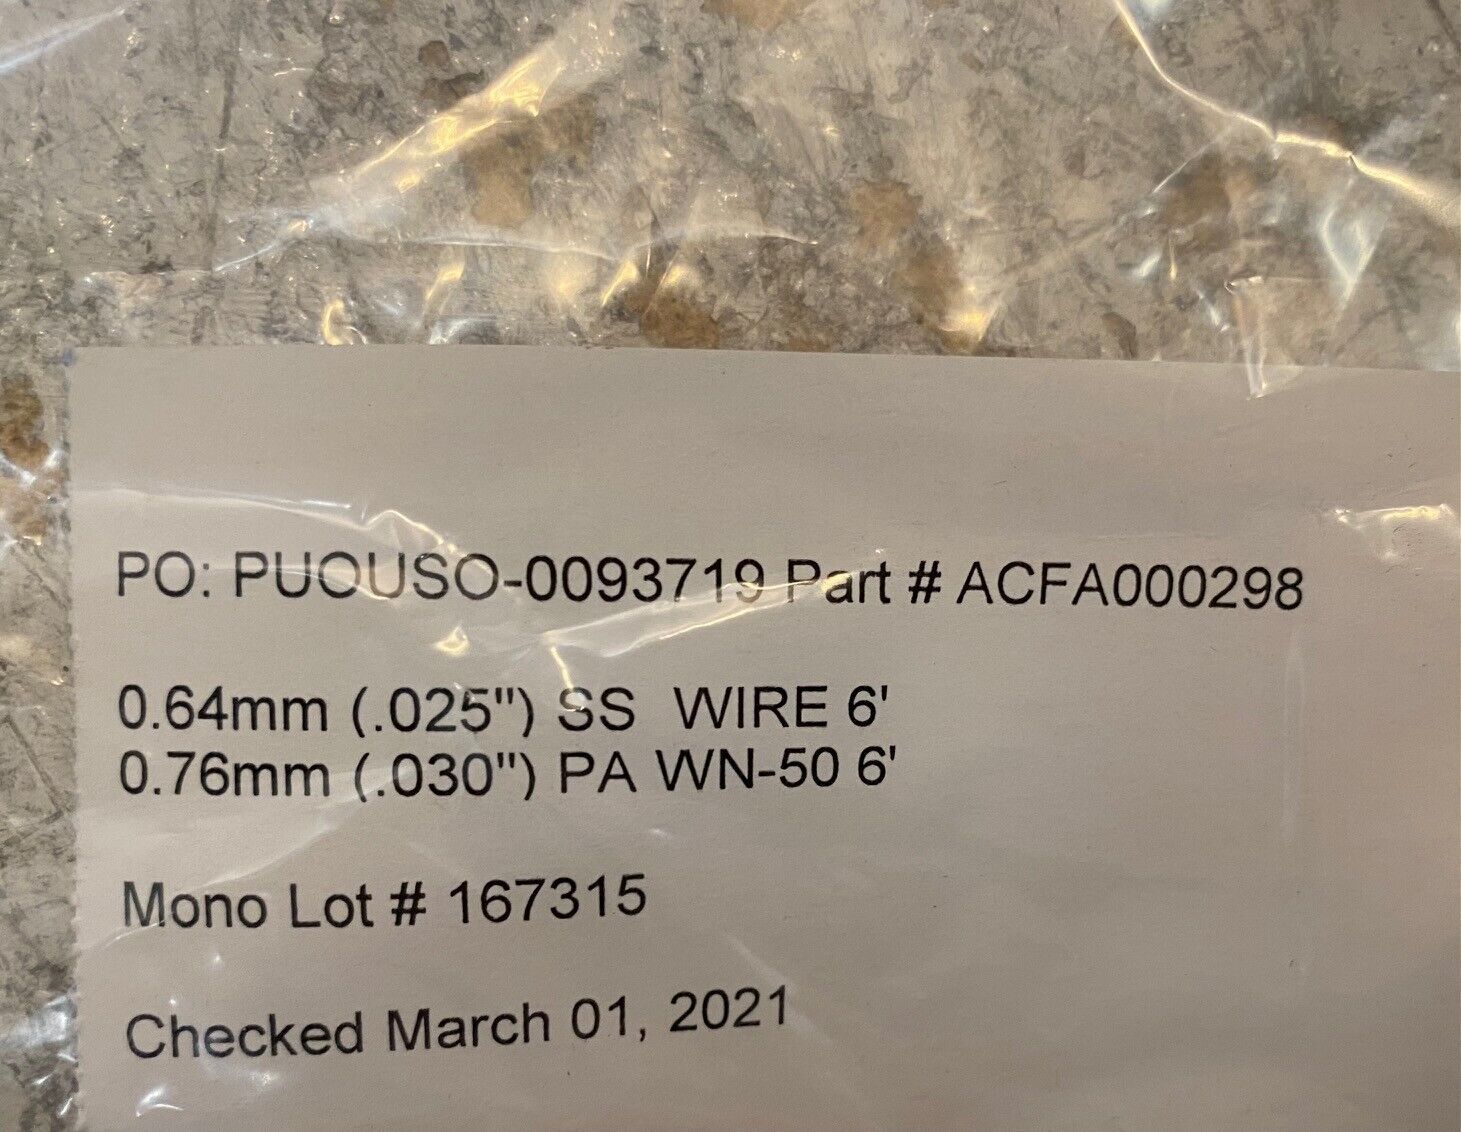 PO: PUOUSO-0093719 Part # ACFA000298
0.64mm (.025") SS WIRE 6'
0.76mm (.030") PA WN-50 6'
Mono Lot # 167315
Checked March 01, 2021